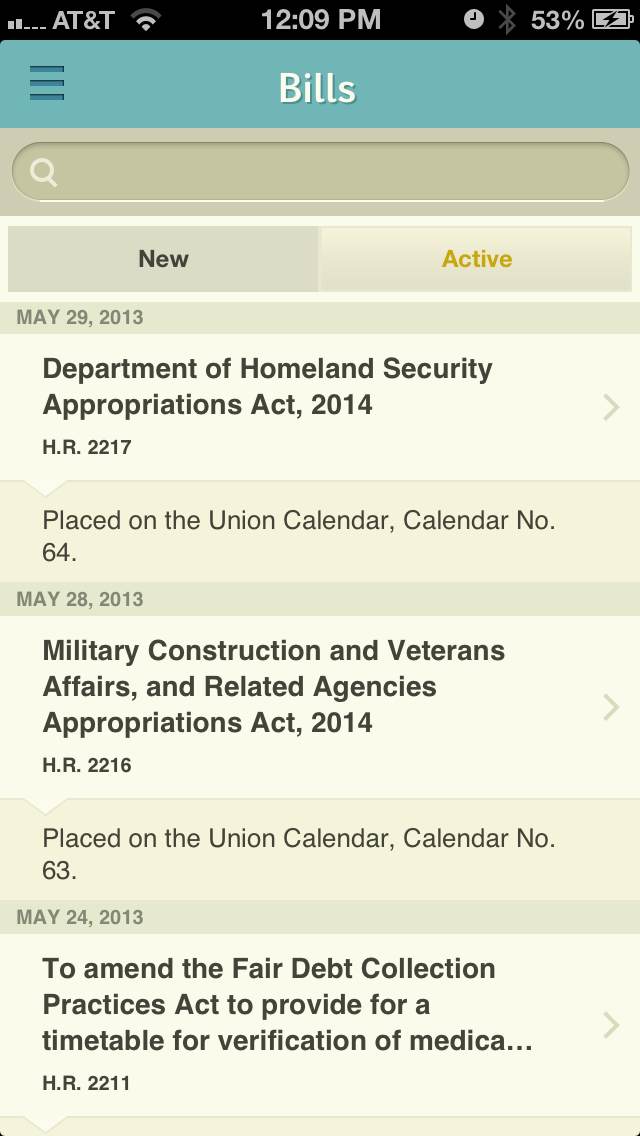 AT&T 12:09 PM 53%
Bills
New Active
MAY 29, 2013
Department of Homeland Security
Appropriations Act, 2014
H.R. 2217
Placed on the Union Calendar, Calendar No.
64.
MAY 28, 2013
Military Construction and Veterans
Affairs, and Related Agencies
Appropriations Act, 2014
H.R. 2216
Placed on the Union Calendar, Calendar No.
63.
MAY 24, 2013
To amend the Fair Debt Collection
Practices Act to provide for a
timetable for verification of medica…
H.R. 2211